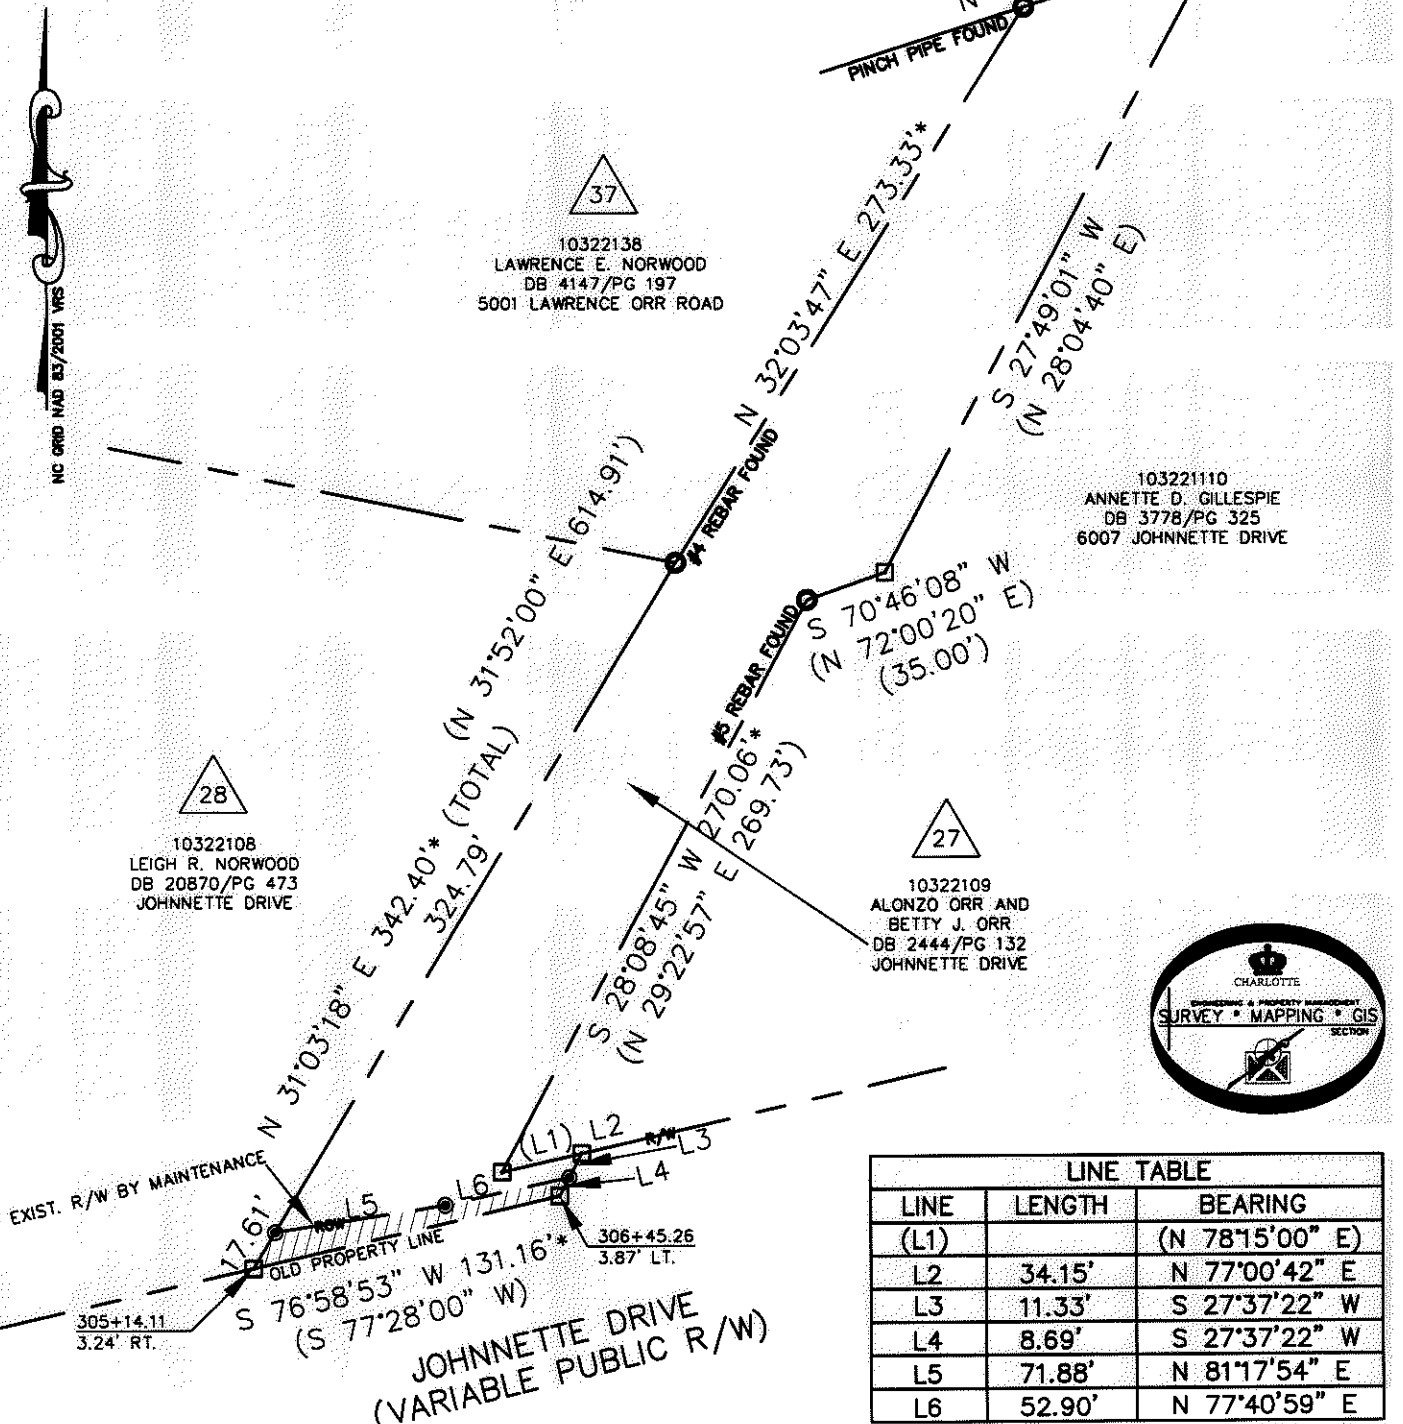 N
PINCH PIPE FOUND
NC GRID NAD 83/2001 VRS
37
10322138
LAWRENCE E. NORWOOD
DB 4147/PG 197
5001 LAWRENCE ORR ROAD
N 32°03'47" E 273.33'*
S 27°49'01" W
(N 28°04'40" E)
#4 REBAR FOUND
(N 31°52'00" E 614.91')
103221110
ANNETTE D. GILLESPIE
DB 3778/PG 325
6007 JOHNNETTE DRIVE
S 70°46'08" W
(N 72°00'20" E)
(35.00')
#5 REBAR FOUND
28
10322108
LEIGH R. NORWOOD
DB 20870/PG 473
JOHNNETTE DRIVE
N 31°03'18" E 342.40'* (TOTAL)
324.79'
S 28°08'45" W 270.06'*
(N 29°22'57" E 269.73')
27
10322109
ALONZO ORR AND
BETTY J. ORR
DB 2444/PG 132
JOHNNETTE DRIVE
CHARLOTTE
ENGINEERING & PROPERTY MANAGEMENT
SURVEY * MAPPING * GIS
SECTION
EXIST. R/W BY MAINTENANCE
17.61'
ROW
L5
L6
(L1)
L2
R/W
L3
L4
OLD PROPERTY LINE
306+45.26
3.87' LT.
305+14.11
3.24' RT.
S 76°58'53" W 131.16'*
(S 77°28'00" W)
JOHNNETTE DRIVE
(VARIABLE PUBLIC R/W)
LINE TABLE
LINE LENGTH BEARING
(L1) (N 78°15'00" E)
L2 34.15' N 77°00'42" E
L3 11.33' S 27°37'22" W
L4 8.69' S 27°37'22" W
L5 71.88' N 81°17'54" E
L6 52.90' N 77°40'59" E